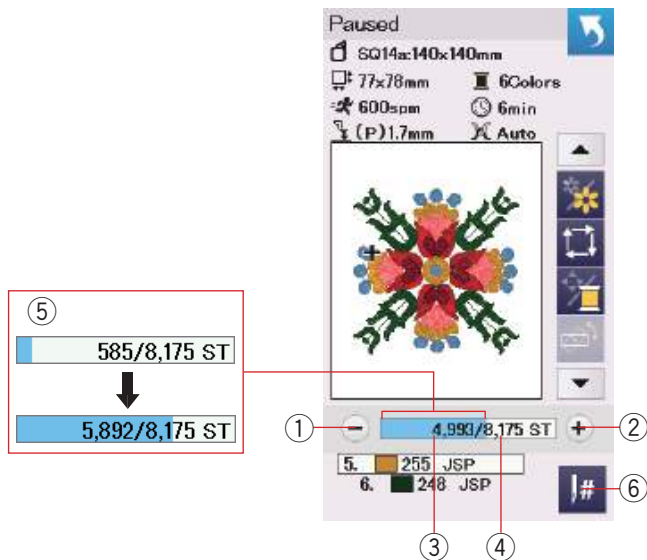 Paused
SQ14a:140x140mm
77x78mm 6Colors
600spm 6min
(P)1.7mm Auto
⑤
585/8,175 ST
5,892/8,175 ST
① − 4,993/8,175 ST + ②
5. 255 JSP
6. 248 JSP
# ⑥
③ ④